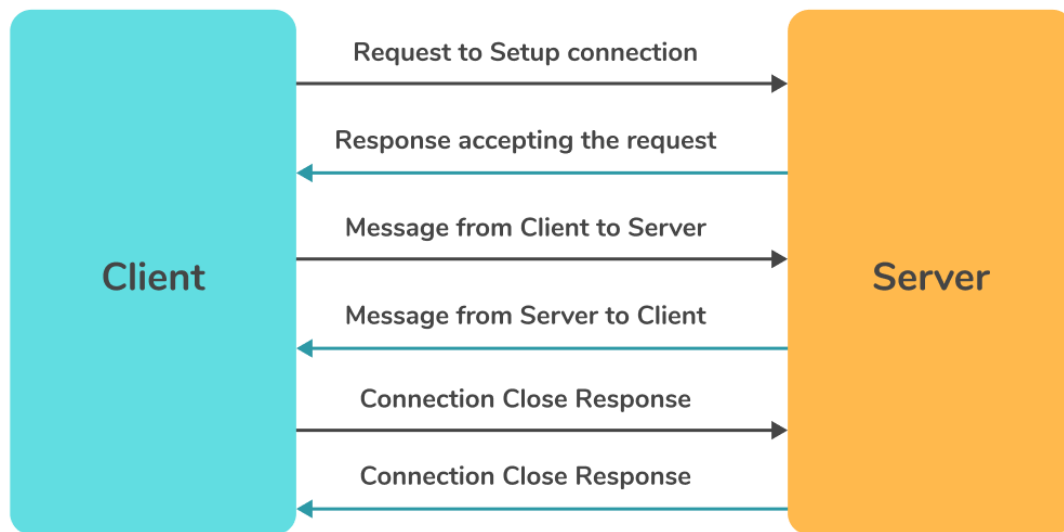 Request to Setup connection
Response accepting the request
Message from Client to Server
Client
Server
Message from Server to Client
Connection Close Response
Connection Close Response